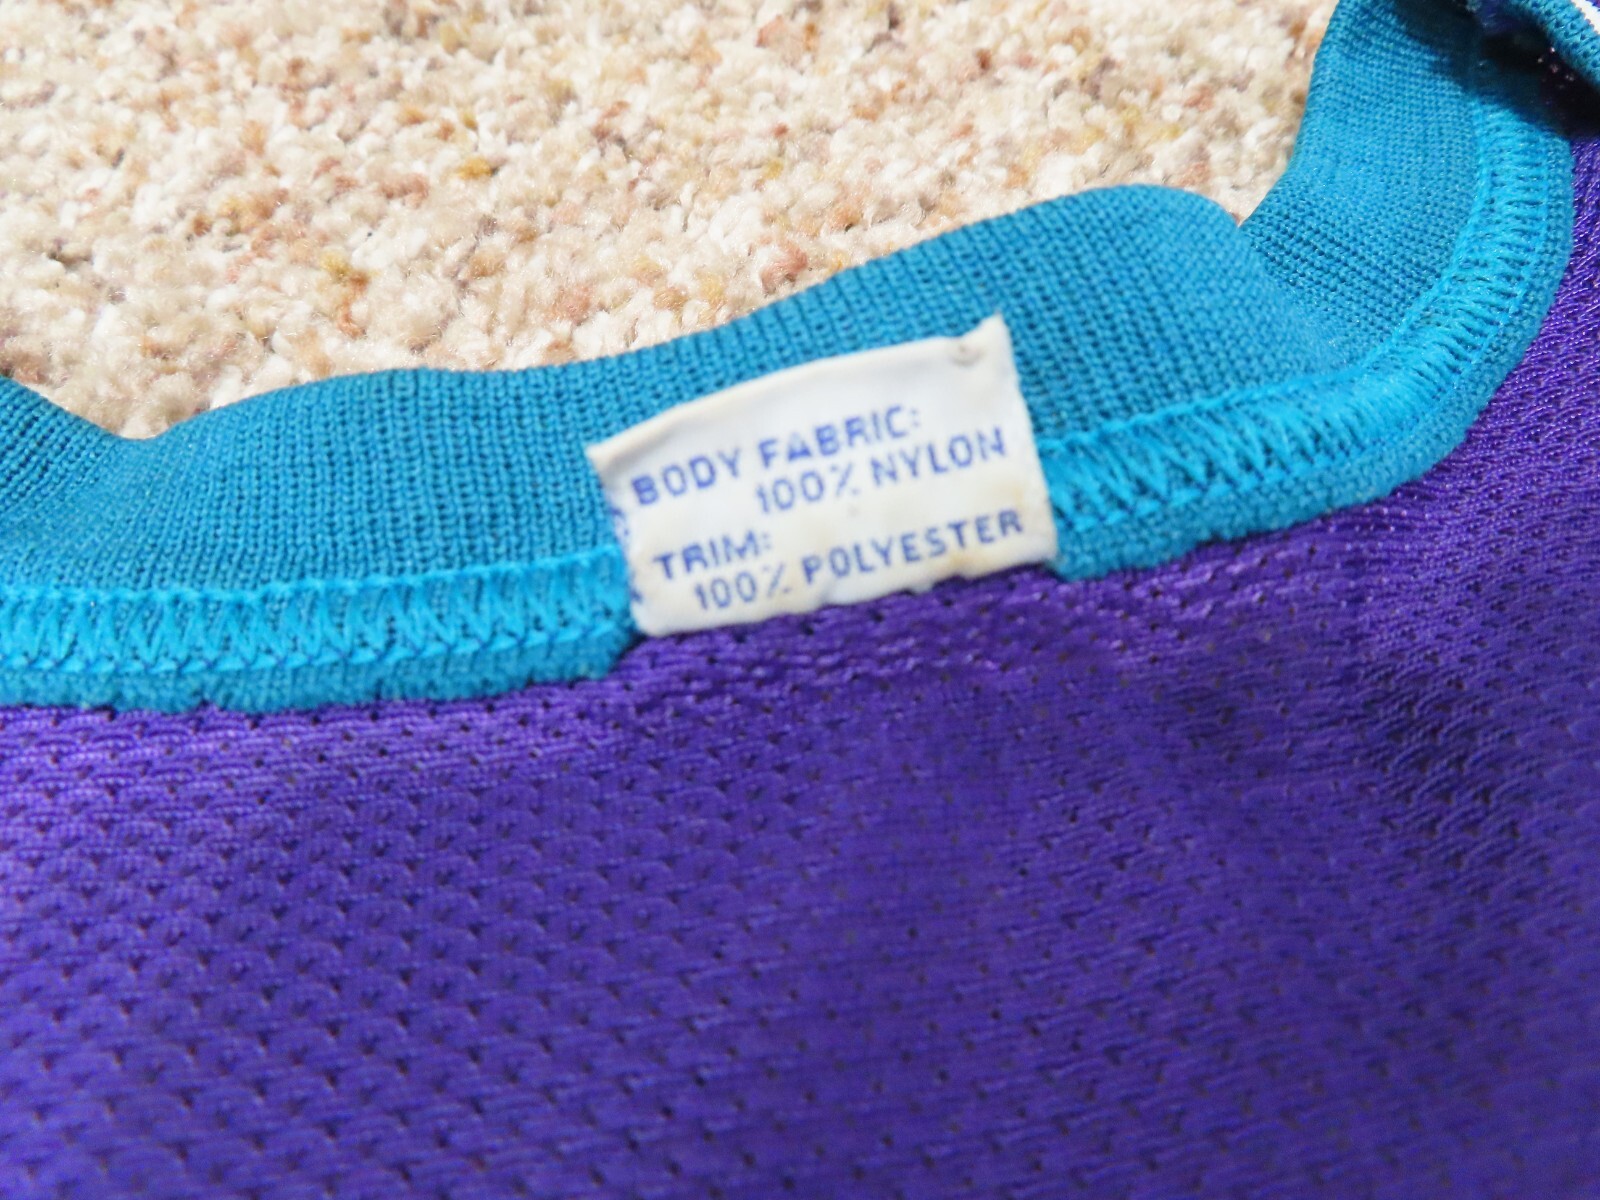 BODY FABRIC:
100% NYLON
TRIM:
100% POLYESTER